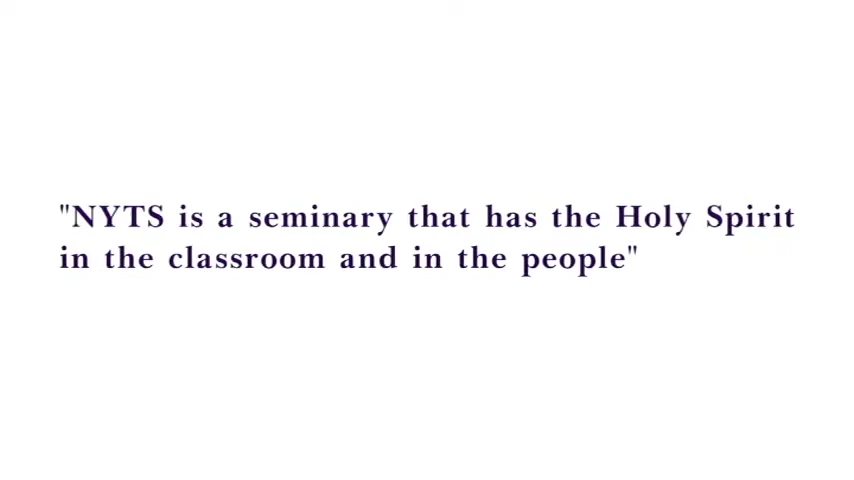 "NYTS is a seminary that has the Holy Spirit
in the classroom and in the people"